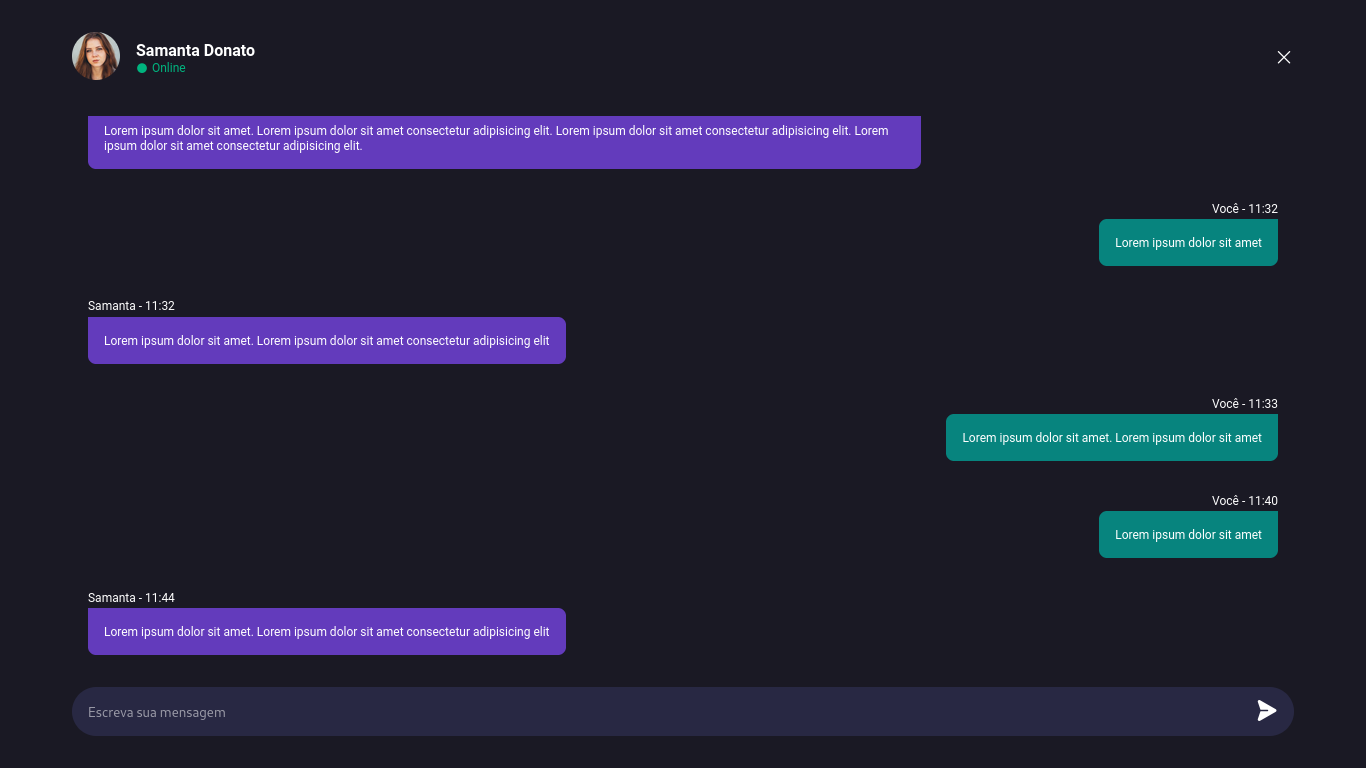 Samanta Donato
Online
Lorem ipsum dolor sit amet. Lorem ipsum dolor sit amet consectetur adipisicing elit. Lorem ipsum dolor sit amet consectetur adipisicing elit. Lorem
ipsum dolor sit amet consectetur adipisicing elit.
Você - 11:32
Lorem ipsum dolor sit amet
Samanta - 11:32
Lorem ipsum dolor sit amet. Lorem ipsum dolor sit amet consectetur adipisicing elit
Você - 11:33
Lorem ipsum dolor sit amet. Lorem ipsum dolor sit amet
Você - 11:40
Lorem ipsum dolor sit amet
Samanta - 11:44
Lorem ipsum dolor sit amet. Lorem ipsum dolor sit amet consectetur adipisicing elit
Escreva sua mensagem